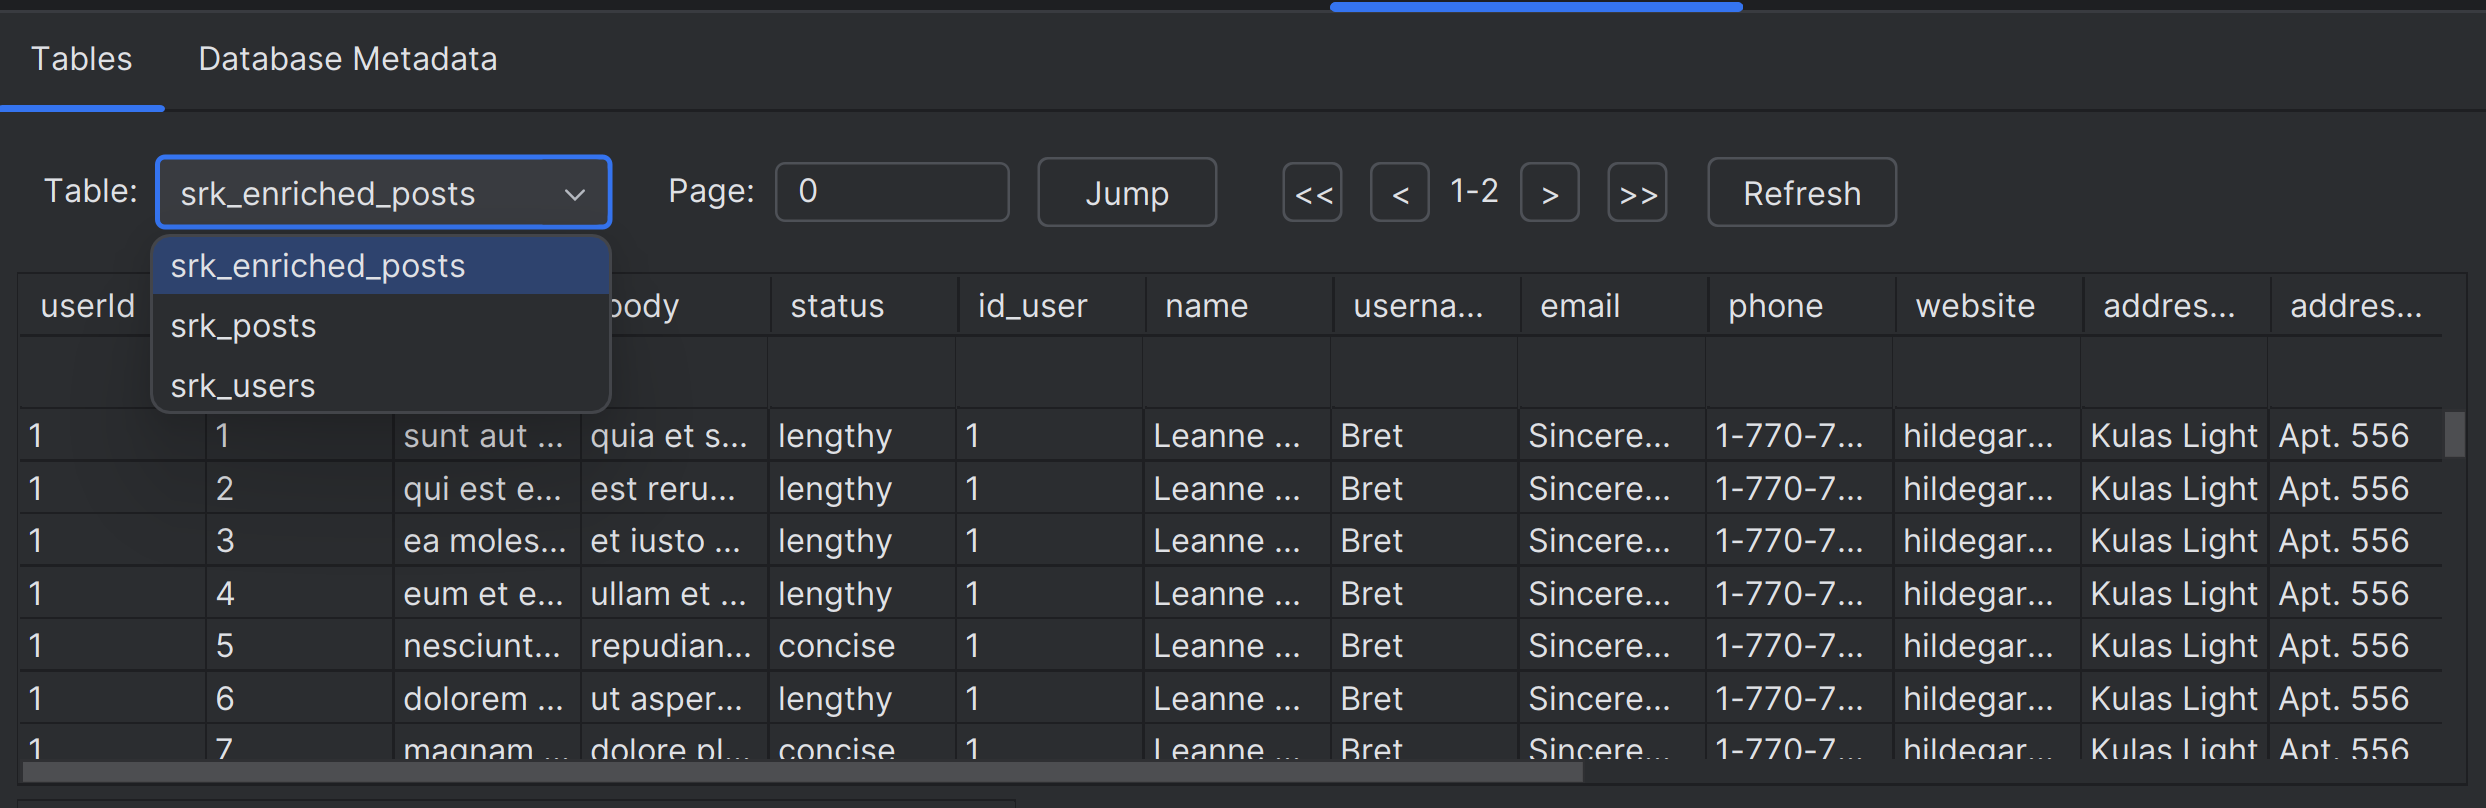 Tables Database Metadata
Table: srk_enriched_posts Page: 0 Jump << < 1-2 > >> Refresh
srk_enriched_posts
srk_posts
srk_users
userId body status id_user name userna... email phone website addres... addres...
1 1 sunt aut ... quia et s... lengthy 1 Leanne ... Bret Sincere... 1-770-7... hildegar... Kulas Light Apt. 556
1 2 qui est e... est reru... lengthy 1 Leanne ... Bret Sincere... 1-770-7... hildegar... Kulas Light Apt. 556
1 3 ea moles... et iusto ... lengthy 1 Leanne ... Bret Sincere... 1-770-7... hildegar... Kulas Light Apt. 556
1 4 eum et e... ullam et ... lengthy 1 Leanne ... Bret Sincere... 1-770-7... hildegar... Kulas Light Apt. 556
1 5 nesciunt... repudian... concise 1 Leanne ... Bret Sincere... 1-770-7... hildegar... Kulas Light Apt. 556
1 6 dolorem ... ut asper... lengthy 1 Leanne ... Bret Sincere... 1-770-7... hildegar... Kulas Light Apt. 556
1 7 magnam ... dolore pl... concise 1 Leanne ... Bret Sincere... 1-770-7... hildegar... Kulas Light Apt. 556